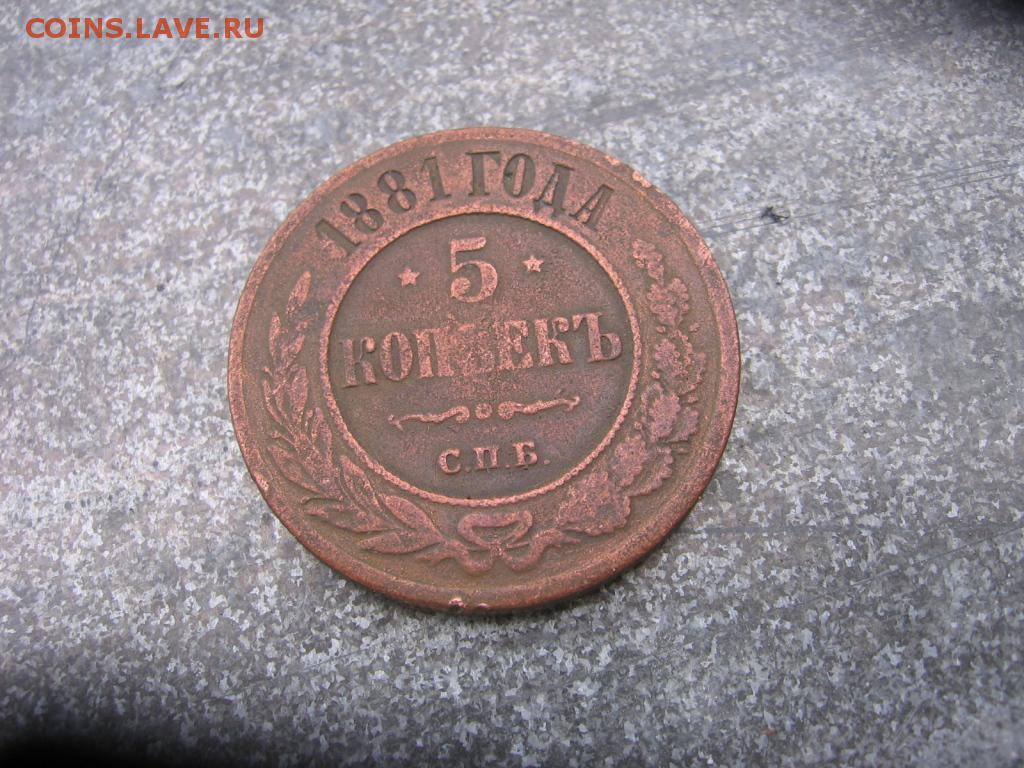 COINS.LAVE.RU
1881 ГОДА
5
КОПѢЕКЪ
С.П.Б.